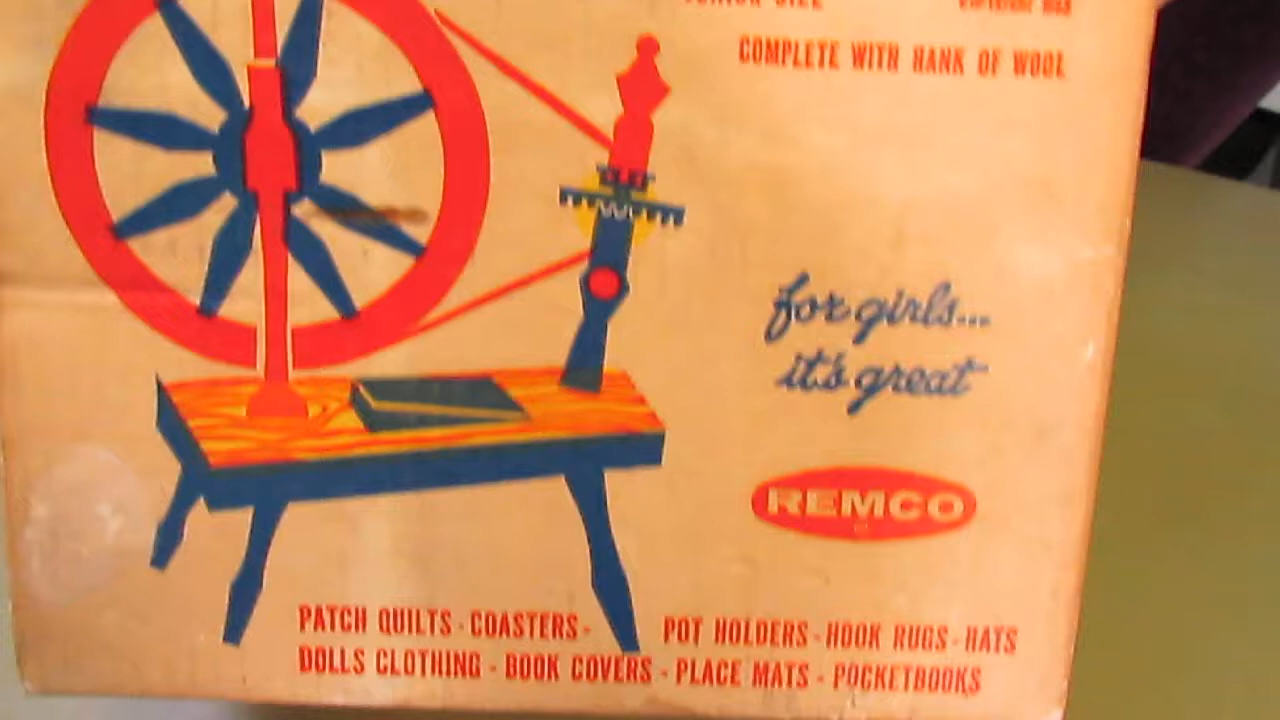 COMPLETE WITH HANK OF WOOL
for girls...
it's great
REMCO
PATCH QUILTS - COASTERS - POT HOLDERS - HOOK RUGS - HATS
DOLLS CLOTHING - BOOK COVERS - PLACE MATS - POCKETBOOKS